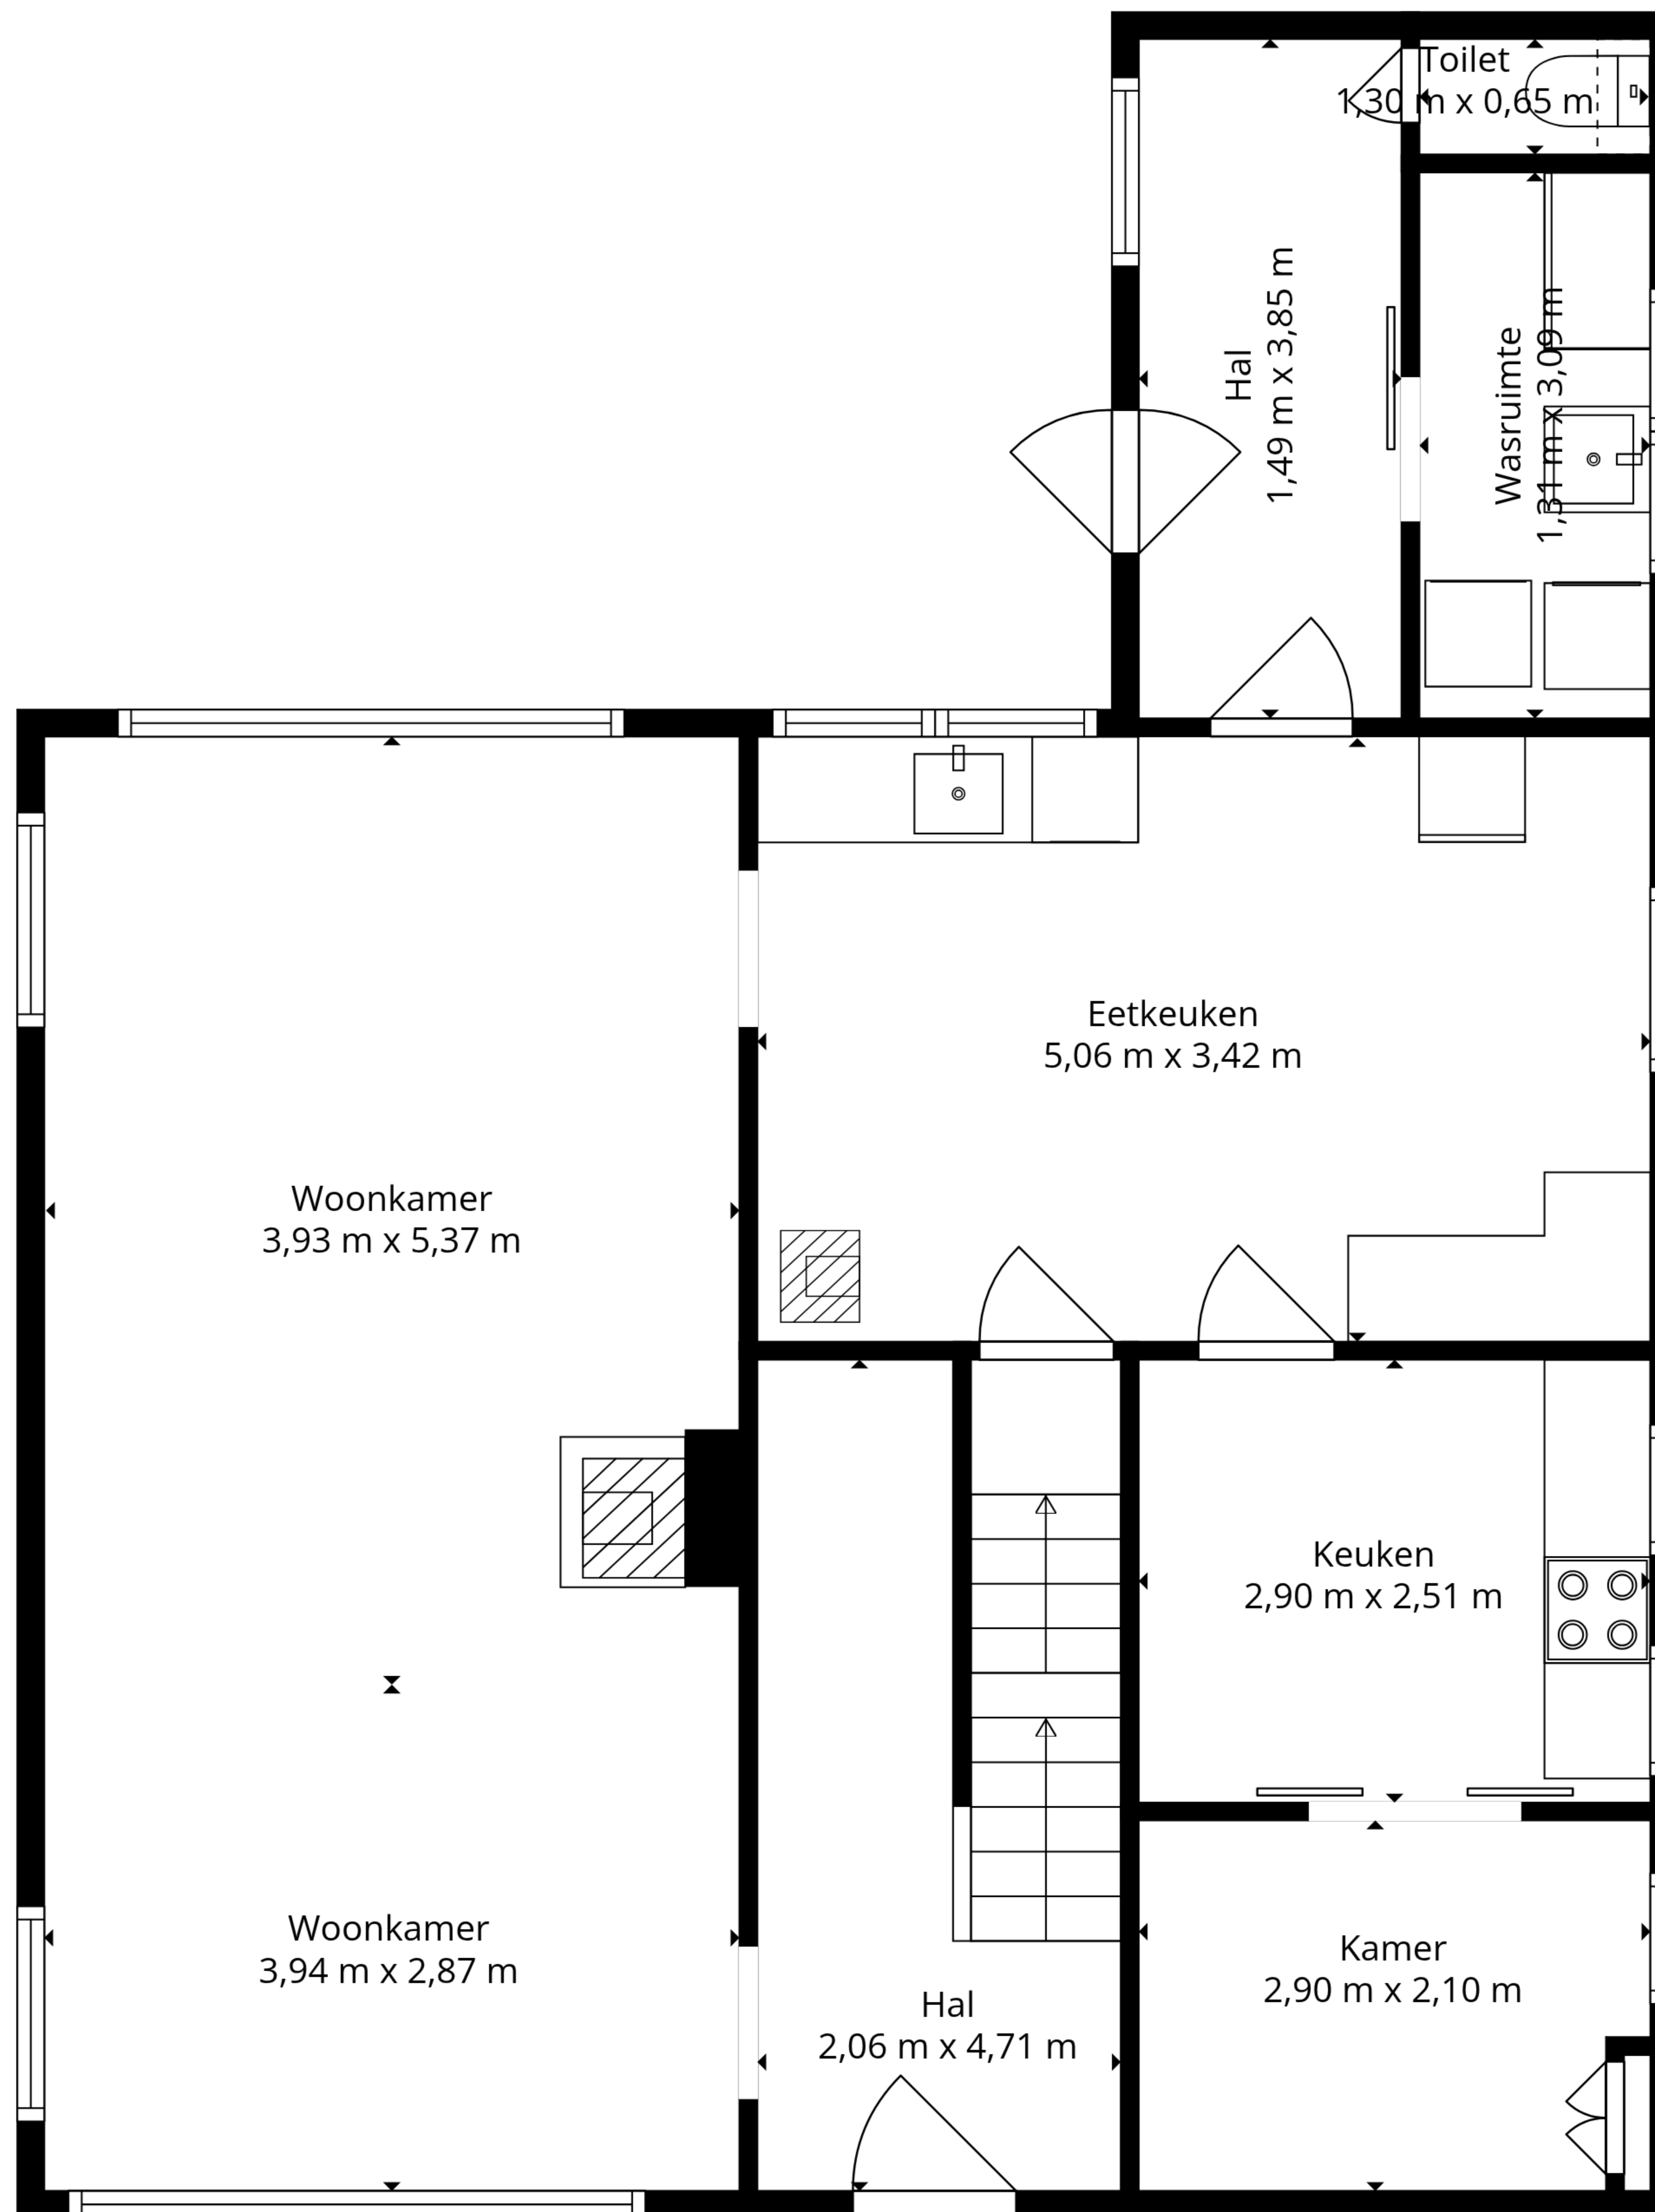 Toilet
1,30 m x 0,65 m
Hal
1,49 m x 3,85 m
Wasruimte
1,31 m x 3,09 m
Eetkeuken
5,06 m x 3,42 m
Woonkamer
3,93 m x 5,37 m
Keuken
2,90 m x 2,51 m
Woonkamer
3,94 m x 2,87 m
Kamer
2,90 m x 2,10 m
Hal
2,06 m x 4,71 m